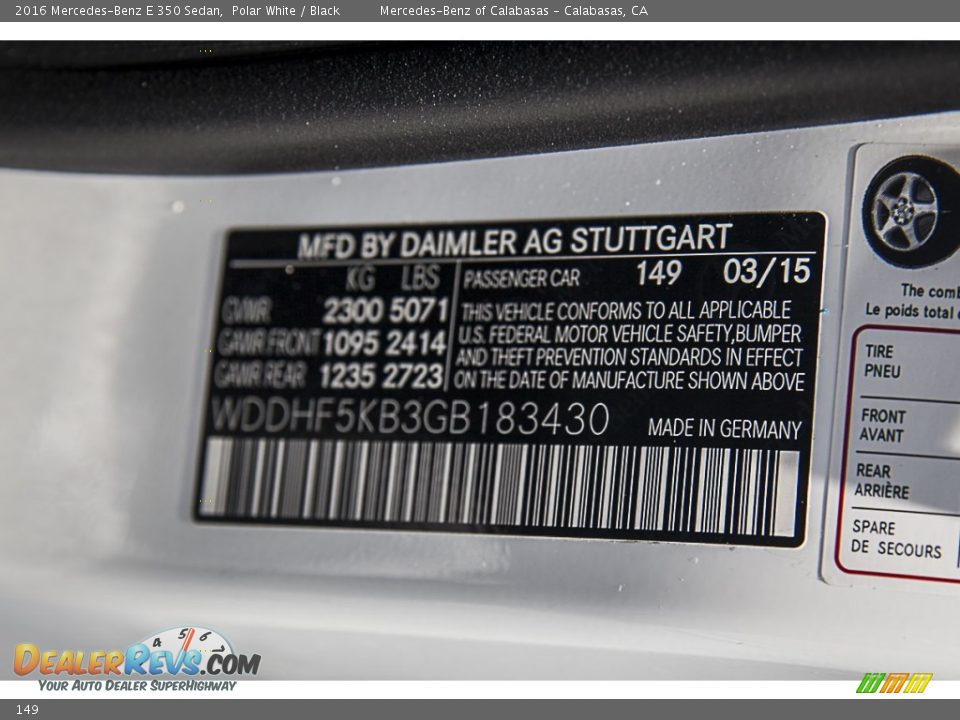 2016 Mercedes-Benz E 350 Sedan, Polar White / Black Mercedes-Benz of Calabasas - Calabasas, CA
MFD BY DAIMLER AG STUTTGART
KG LBS
GVWR 2300 5071
GAWR FRONT 1095 2414
GAWR REAR 1235 2723
PASSENGER CAR 149 03/15
THIS VEHICLE CONFORMS TO ALL APPLICABLE
U.S. FEDERAL MOTOR VEHICLE SAFETY, BUMPER
AND THEFT PREVENTION STANDARDS IN EFFECT
ON THE DATE OF MANUFACTURE SHOWN ABOVE
WDDHF5KB3GB183430 MADE IN GERMANY
The comb
Le poids total
TIRE
PNEU
FRONT
AVANT
REAR
ARRIÈRE
SPARE
DE SECOURS
4 5 6
DEALERREVS.COM
YOUR AUTO DEALER SUPERHIGHWAY
149